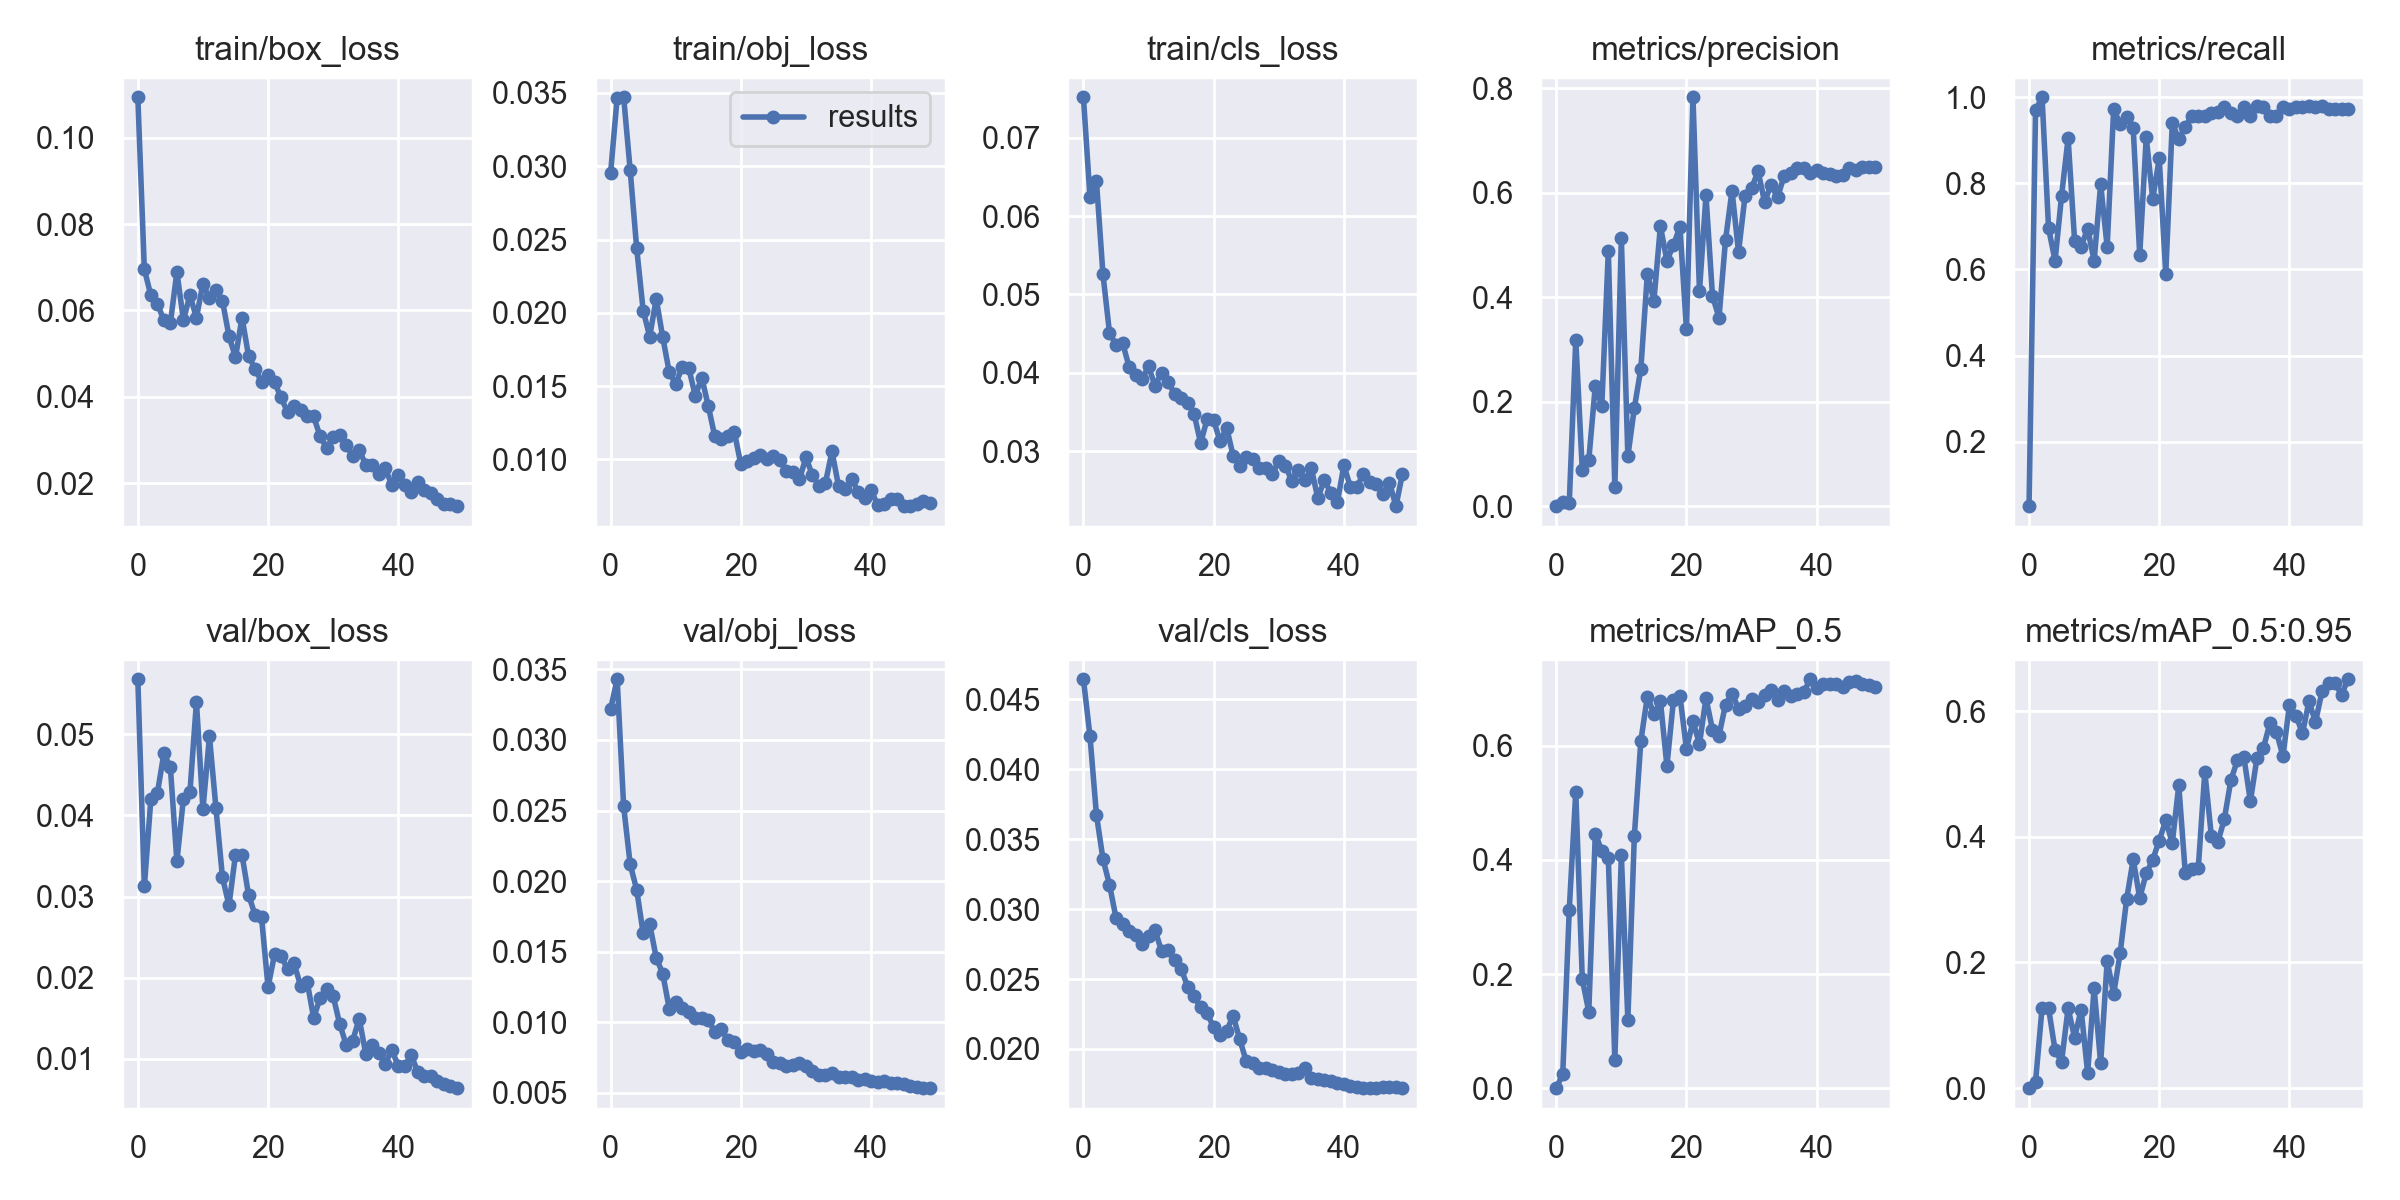 train/box_loss
train/obj_loss
train/cls_loss
metrics/precision
metrics/recall
0.10
0.08
0.06
0.04
0.02
0 20 40
0.035
0.030
0.025
0.020
0.015
0.010
results
0 20 40
0.07
0.06
0.05
0.04
0.03
0 20 40
0.8
0.6
0.4
0.2
0.0
0 20 40
1.0
0.8
0.6
0.4
0.2
0 20 40
val/box_loss
val/obj_loss
val/cls_loss
metrics/mAP_0.5
metrics/mAP_0.5:0.95
0.05
0.04
0.03
0.02
0.01
0 20 40
0.035
0.030
0.025
0.020
0.015
0.010
0.005
0 20 40
0.045
0.040
0.035
0.030
0.025
0.020
0 20 40
0.6
0.4
0.2
0.0
0 20 40
0.6
0.4
0.2
0.0
0 20 40